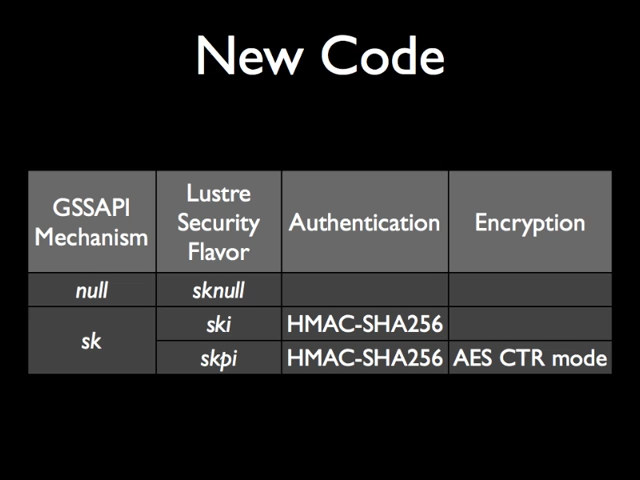 New Code
GSSAPI
Mechanism
Lustre
Security
Flavor
Authentication
Encryption
null
sknull
sk
ski
HMAC-SHA256
skpi
HMAC-SHA256
AES CTR mode